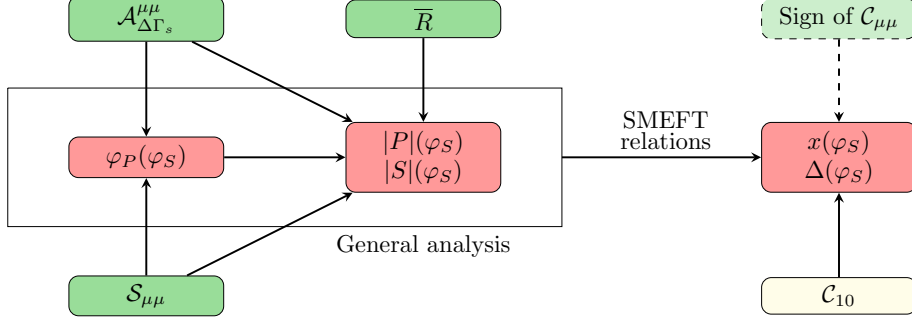 𝒜^{μμ}_{ΔΓ_s}
R̅
Sign of 𝒞_{μμ}
φ_P(φ_S)
|P|(φ_S)
|S|(φ_S)
SMEFT
relations
x(φ_S)
Δ(φ_S)
General analysis
𝒮_{μμ}
𝒞_{10}